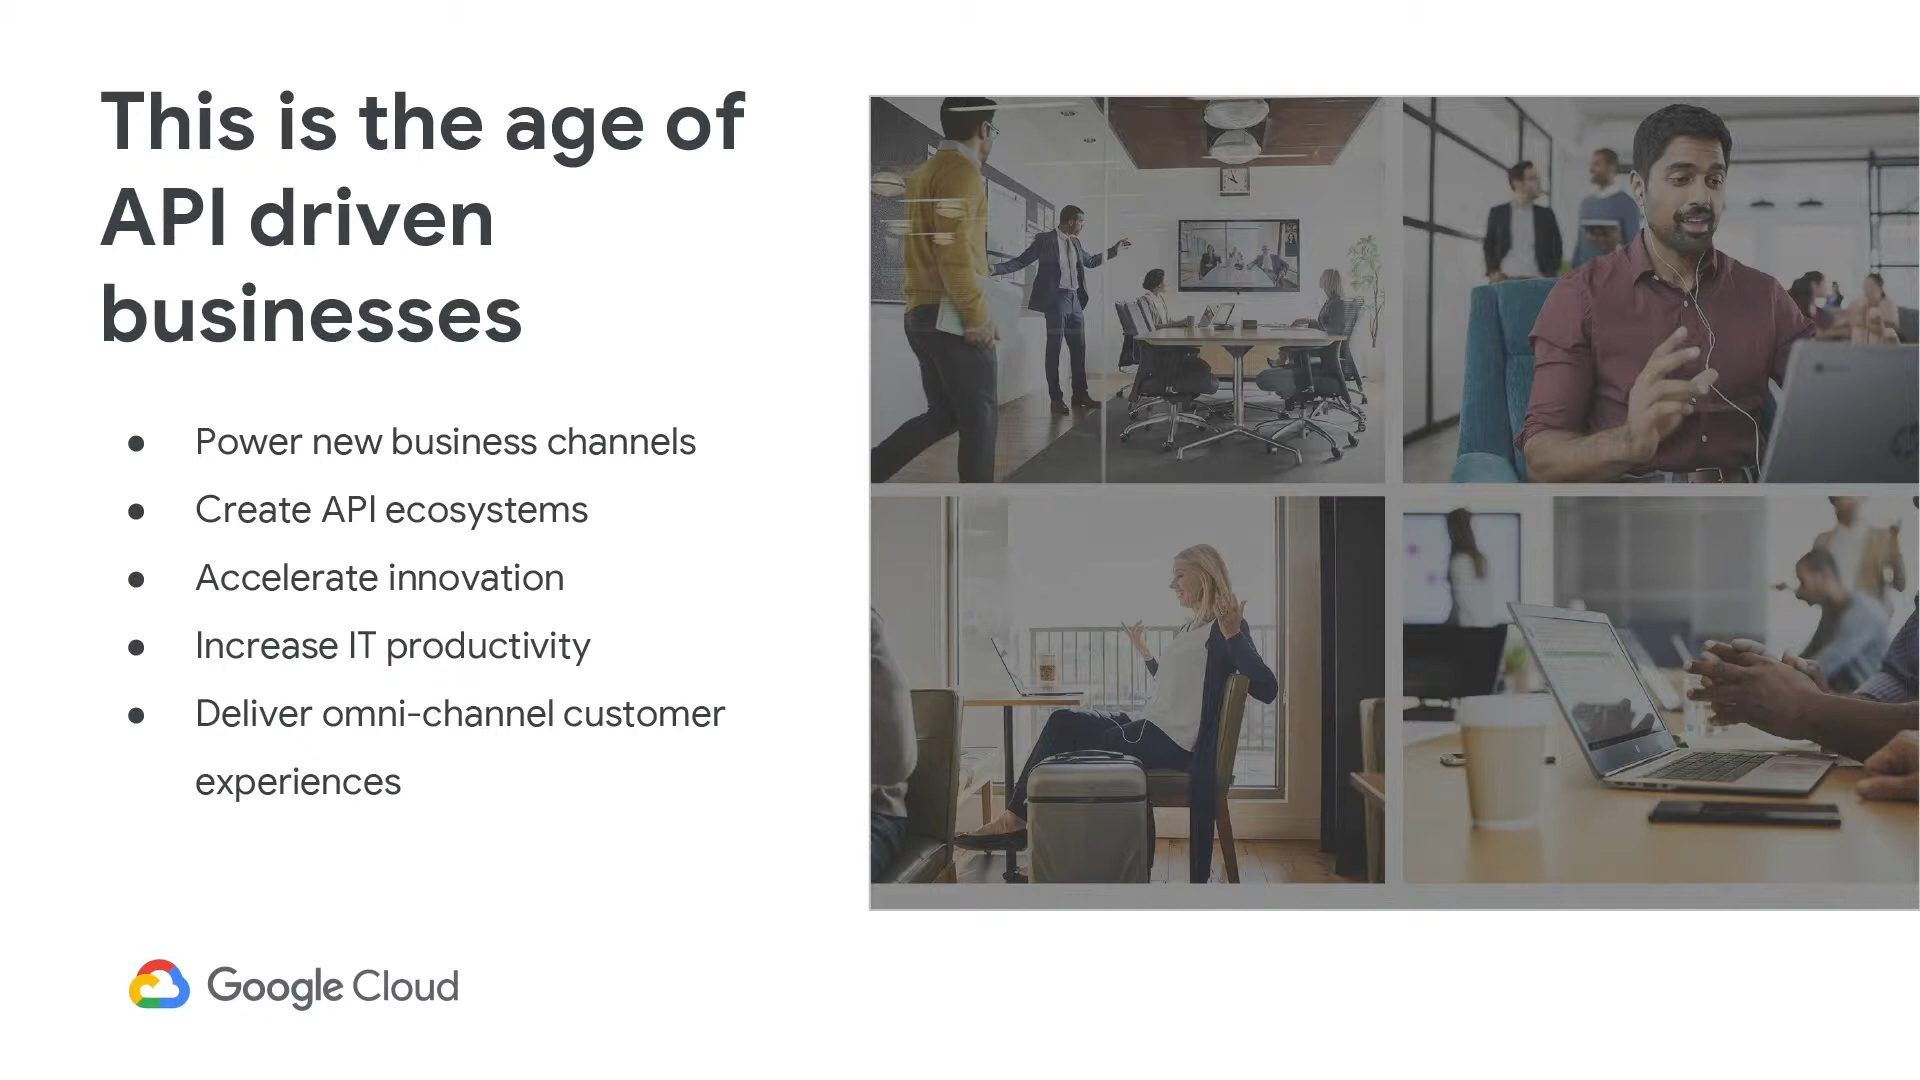 This is the age of
API driven
businesses
● Power new business channels
● Create API ecosystems
● Accelerate innovation
● Increase IT productivity
● Deliver omni-channel customer
experiences
Google Cloud